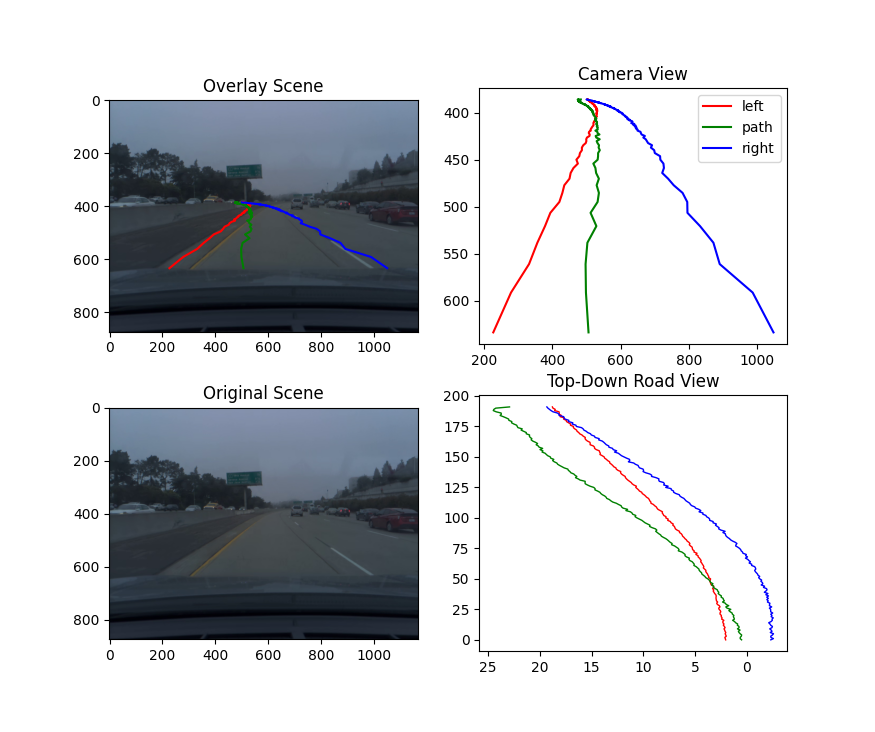 Overlay Scene
0
200
400
600
800
0 200 400 600 800 1000
Camera View
left
path
right
400
450
500
550
600
200 400 600 800 1000
Original Scene
0
200
400
600
800
0 200 400 600 800 1000
Top-Down Road View
200
175
150
125
100
75
50
25
0
25 20 15 10 5 0